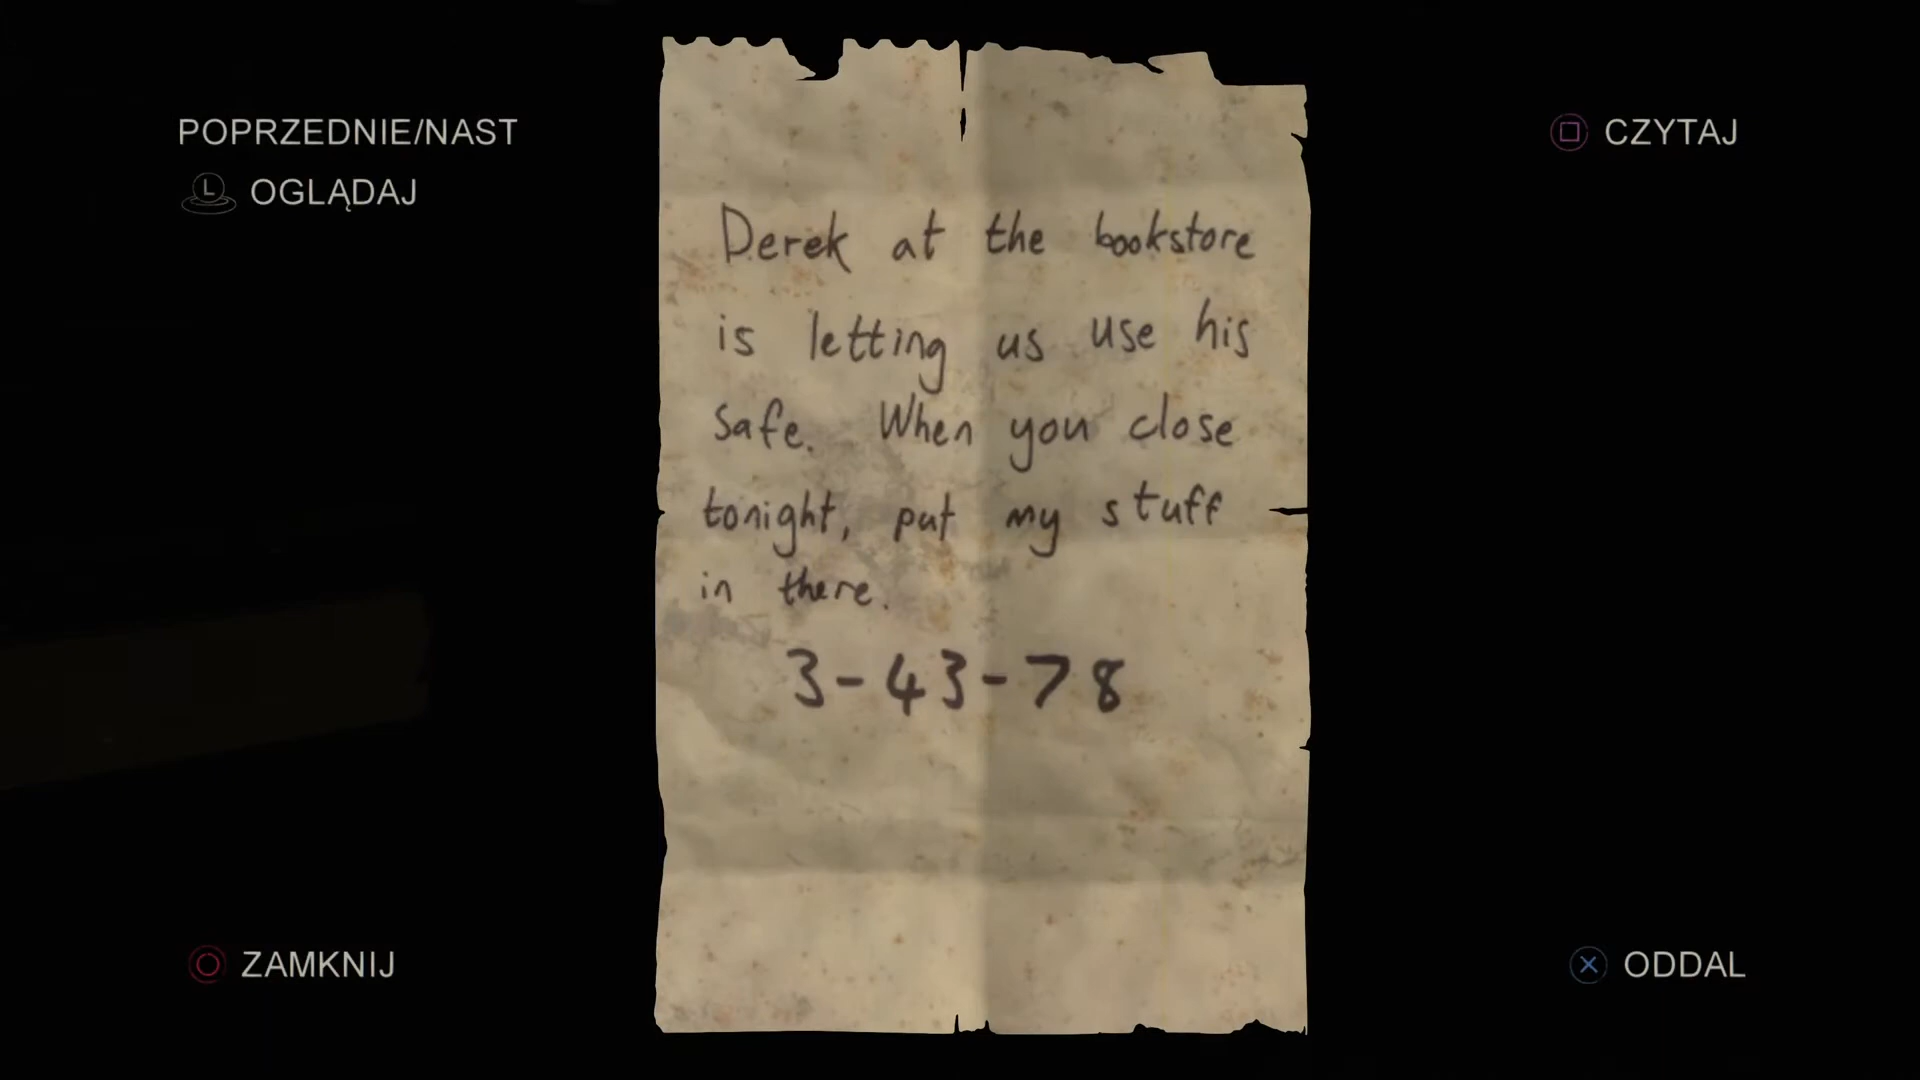 POPRZEDNIE/NAST
L OGLĄDAJ
CZYTAJ
Derek at the bookstore
is letting us use his
safe. When you close
tonight, put my stuff
in there.
3-43-78
ZAMKNIJ
ODDAL